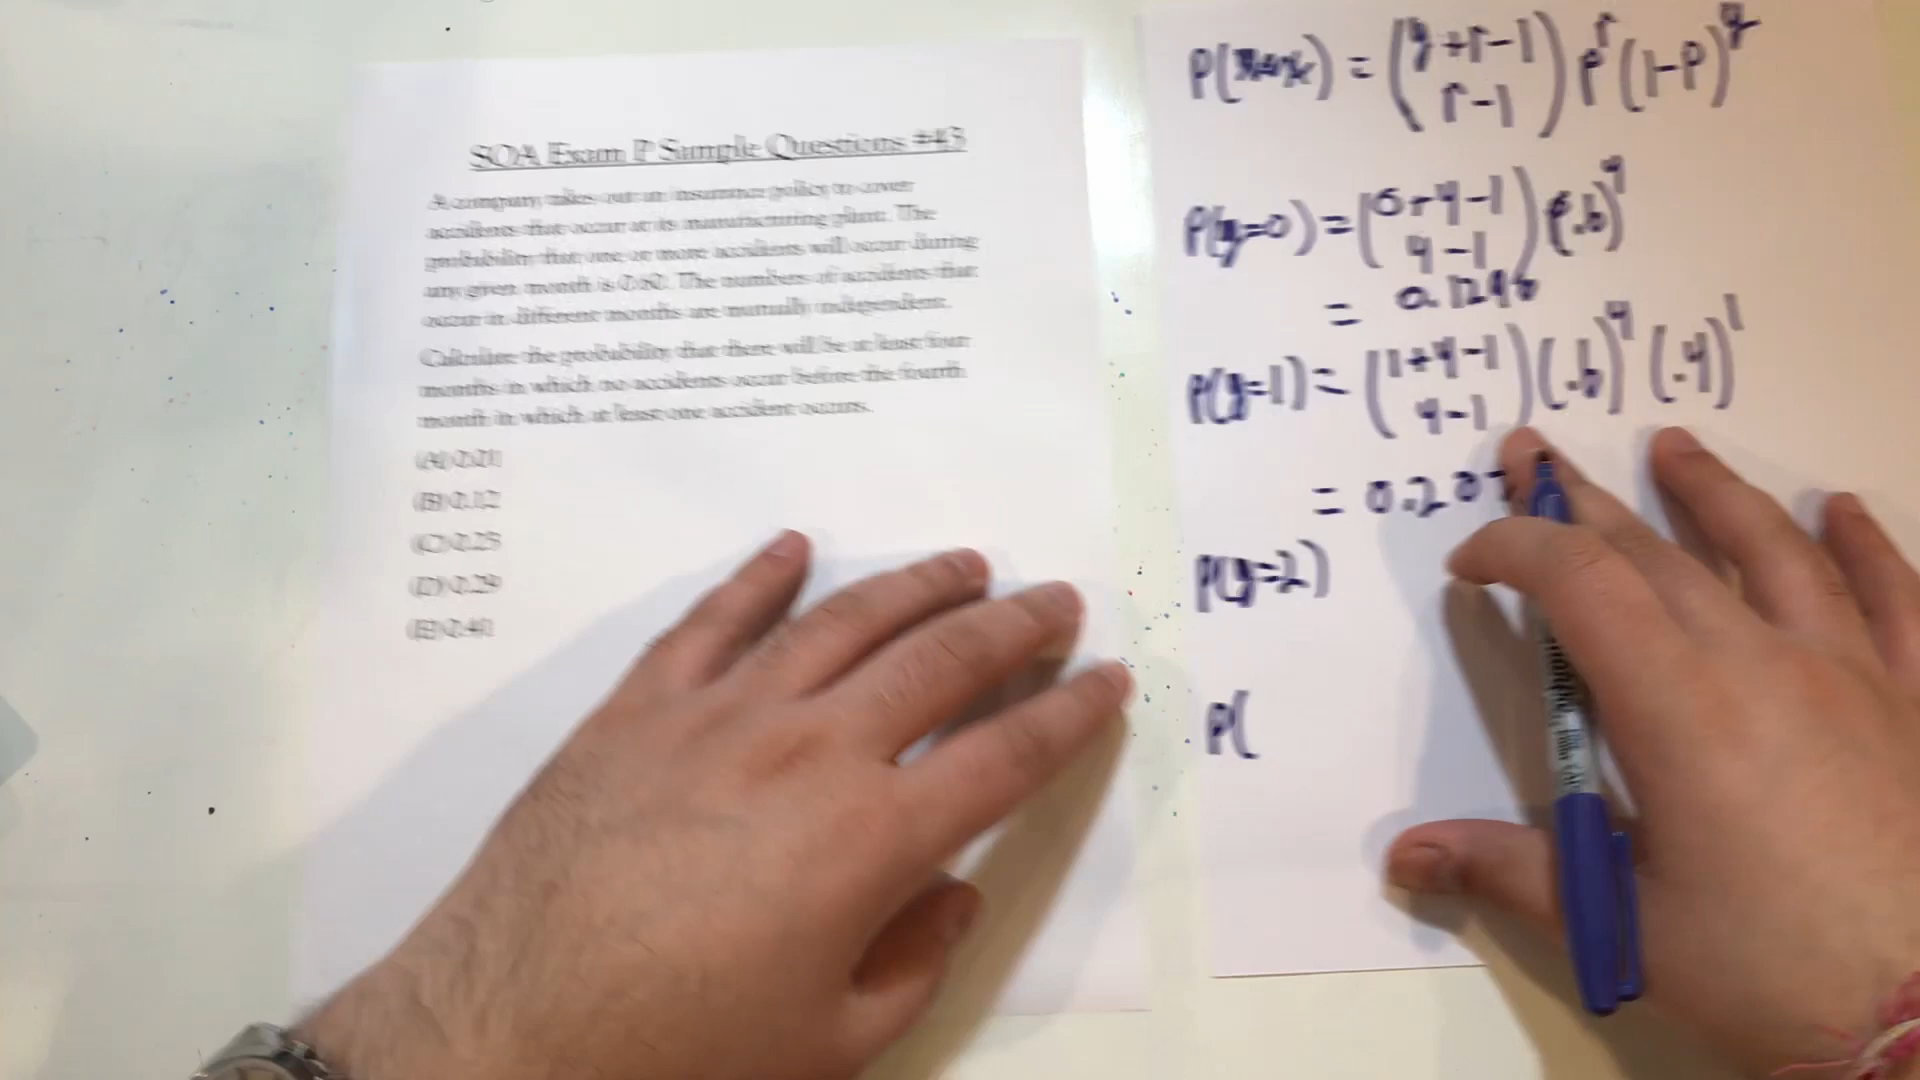 SOA Exam P Sample Questions #43
A company takes out an insurance policy to cover
accidents that occur at its manufacturing plant. The
probability that one or more accidents will occur during
any given month is 0.60. The numbers of accidents that
occur in different months are mutually independent.
Calculate the probability that there will be at least four
months in which no accidents occur before the fourth
month in which at least one accident occurs.
(A) 0.01
(B) 0.12
(C) 0.23
(D) 0.29
(E) 0.41
P( ) = (y+r-1 r-1) p^r (1-p)^y
P(y=0) = (0+4-1 4-1) (.6)^4
= 0.1296
P(y=1) = (1+4-1 4-1) (.6)^4 (.4)^1
= 0.207
P(y=2)
P(